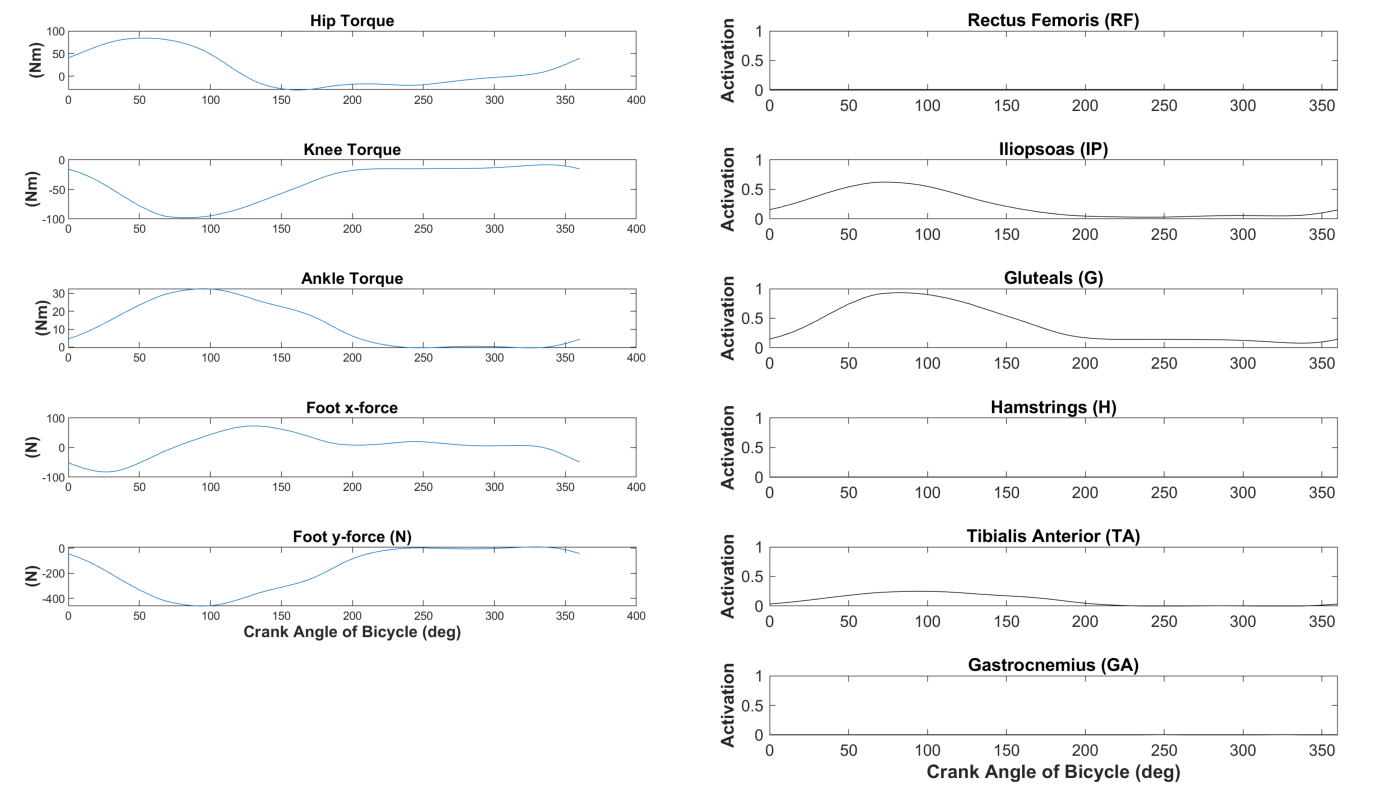 Hip Torque
(Nm)
100
50
0
0 50 100 150 200 250 300 350 400
Knee Torque
(Nm)
0
-50
-100
0 50 100 150 200 250 300 350 400
Ankle Torque
(Nm)
30
20
10
0
0 50 100 150 200 250 300 350 400
Foot x-force
(N)
100
0
-100
0 50 100 150 200 250 300 350 400
Foot y-force (N)
(N)
0
-200
-400
0 50 100 150 200 250 300 350 400
Crank Angle of Bicycle (deg)
Rectus Femoris (RF)
Activation
1
0.5
0
0 50 100 150 200 250 300 350
Iliopsoas (IP)
Activation
1
0.5
0
0 50 100 150 200 250 300 350
Gluteals (G)
Activation
1
0.5
0
0 50 100 150 200 250 300 350
Hamstrings (H)
Activation
1
0.5
0
0 50 100 150 200 250 300 350
Tibialis Anterior (TA)
Activation
1
0.5
0
0 50 100 150 200 250 300 350
Gastrocnemius (GA)
Activation
1
0.5
0
0 50 100 150 200 250 300 350
Crank Angle of Bicycle (deg)